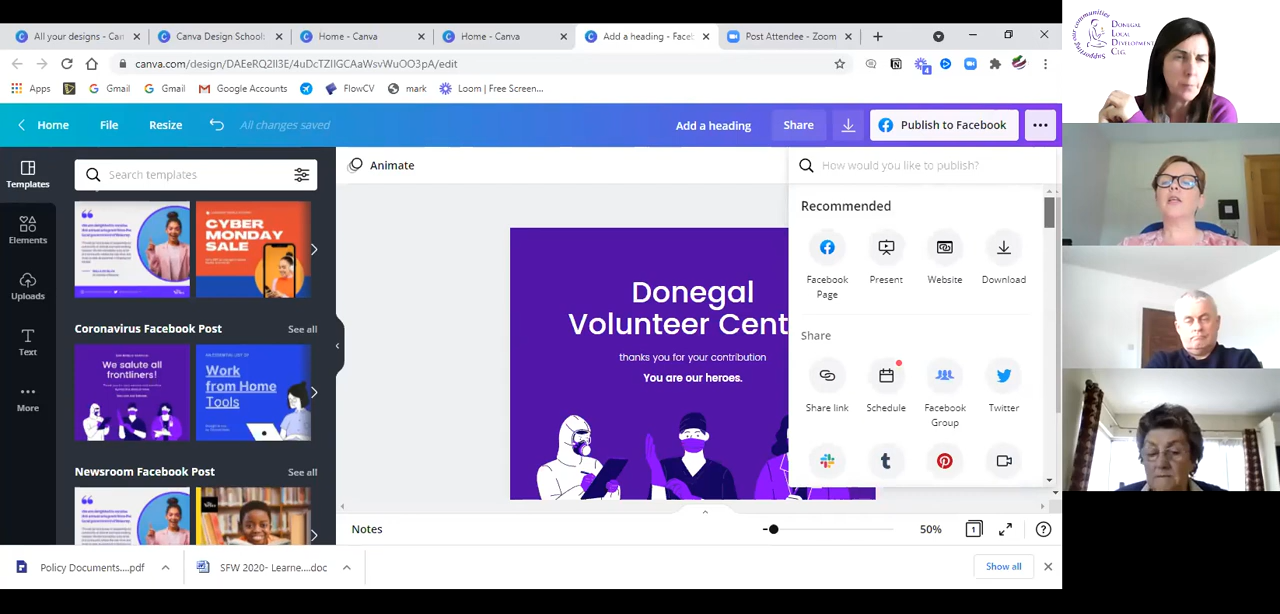 All your designs - Can
Canva Design School
Home - Canva
Home - Canva
Add a heading - Faceb
Post Attendee - Zoom
canva.com/design/DAEeRQ2lI3E/4uDcTZlIGCAaWsvWuOO3pA/edit
Apps
Gmail
Gmail
Google Accounts
FlowCV
mark
Loom | Free Screen...
Home
File
Resize
All changes saved
Add a heading
Share
Publish to Facebook
Templates
Elements
Uploads
Text
More
Search templates
CYBER
MONDAY
SALE
Coronavirus Facebook Post
See all
We salute all
frontliners!
Work
from Home
Tools
Newsroom Facebook Post
See all
Animate
Donegal
Volunteer Cent
thanks you for your contribution
You are our heroes.
How would you like to publish?
Recommended
Facebook
Page
Present
Website
Download
Share
Share link
Schedule
Facebook
Group
Twitter
Notes
50%
1
Policy Documents....pdf
SFW 2020- Learne....doc
Show all
Donegal
Local
Development
CLG.
Supporting our communities